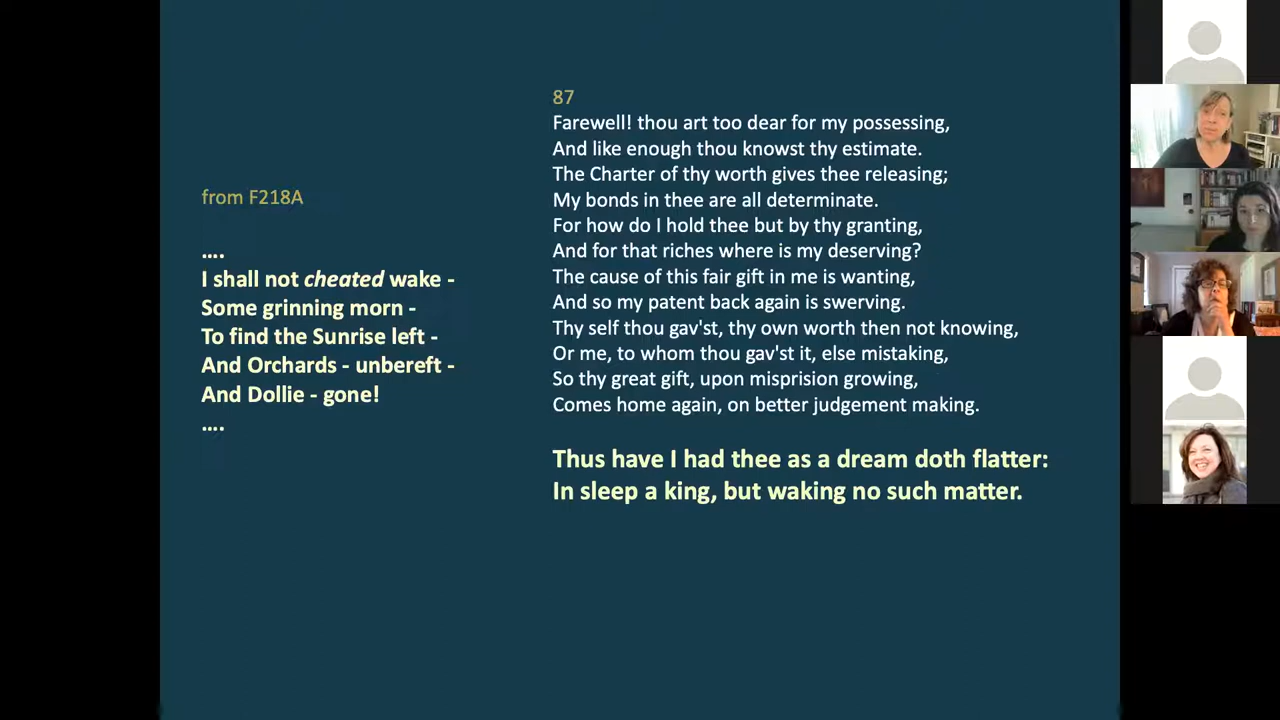 from F218A
....
I shall not cheated wake -
Some grinning morn -
To find the Sunrise left -
And Orchards - unbereft -
And Dollie - gone!
....
87
Farewell! thou art too dear for my possessing,
And like enough thou knowst thy estimate.
The Charter of thy worth gives thee releasing;
My bonds in thee are all determinate.
For how do I hold thee but by thy granting,
And for that riches where is my deserving?
The cause of this fair gift in me is wanting,
And so my patent back again is swerving.
Thy self thou gav'st, thy own worth then not knowing,
Or me, to whom thou gav'st it, else mistaking,
So thy great gift, upon misprision growing,
Comes home again, on better judgement making.
Thus have I had thee as a dream doth flatter:
In sleep a king, but waking no such matter.